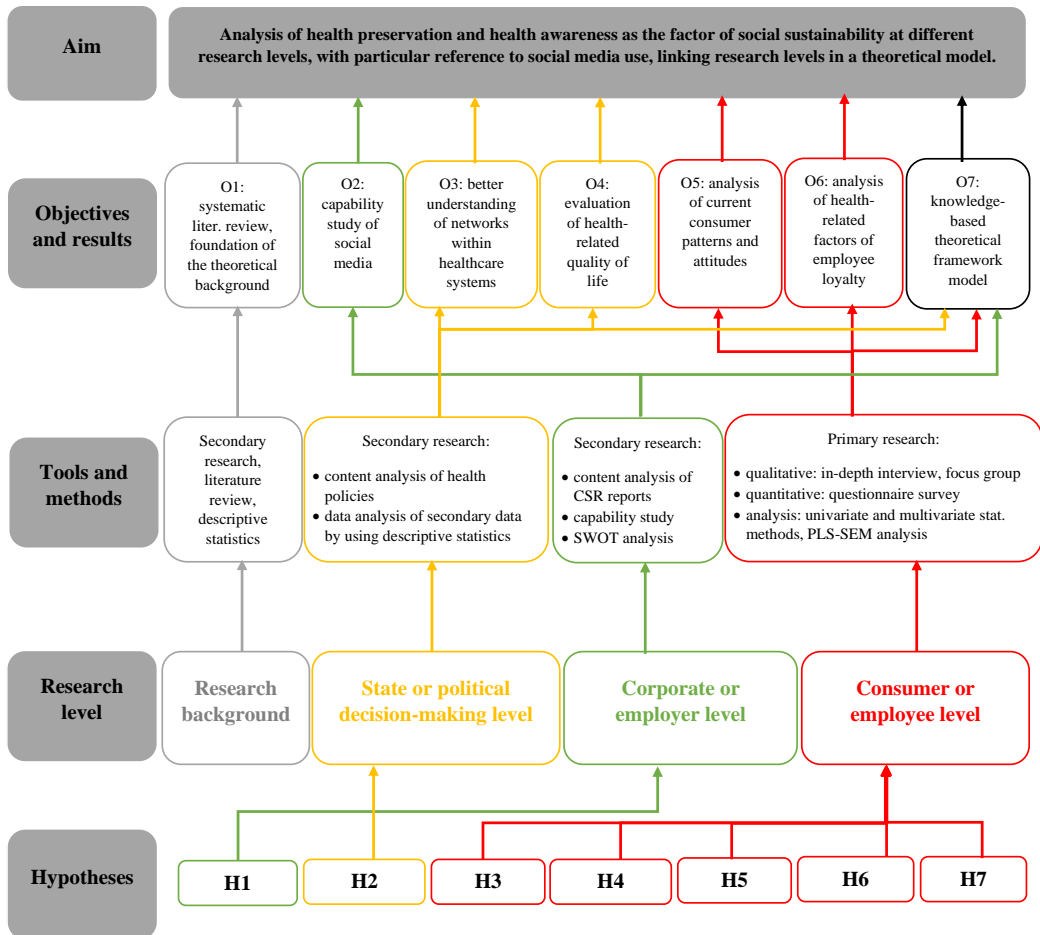 Aim
Analysis of health preservation and health awareness as the factor of social sustainability at different
research levels, with particular reference to social media use, linking research levels in a theoretical model.
Objectives
and results
O1:
systematic
liter. review,
foundation of
the theoretical
background
O2:
capability
study of
social
media
O3: better
understanding
of networks
within
healthcare
systems
O4:
evaluation
of health-
related
quality of
life
O5: analysis
of current
consumer
patterns and
attitudes
O6: analysis
of health-
related
factors of
employee
loyalty
O7:
knowledge-
based
theoretical
framework
model
Tools and
methods
Secondary
research,
literature
review,
descriptive
statistics
Secondary research:
• content analysis of health
policies
• data analysis of secondary data
by using descriptive statistics
Secondary research:
• content analysis of
CSR reports
• capability study
• SWOT analysis
Primary research:
• qualitative: in-depth interview, focus group
• quantitative: questionnaire survey
• analysis: univariate and multivariate stat.
methods, PLS-SEM analysis
Research
level
Research
background
State or political
decision-making level
Corporate or
employer level
Consumer or
employee level
Hypotheses
H1
H2
H3
H4
H5
H6
H7